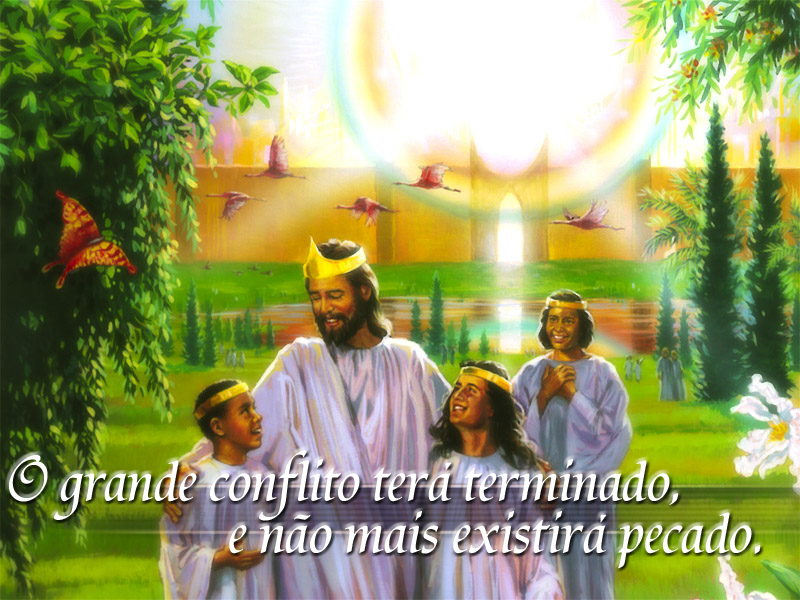 O grande conflito terá terminado,
e não mais existirá pecado.